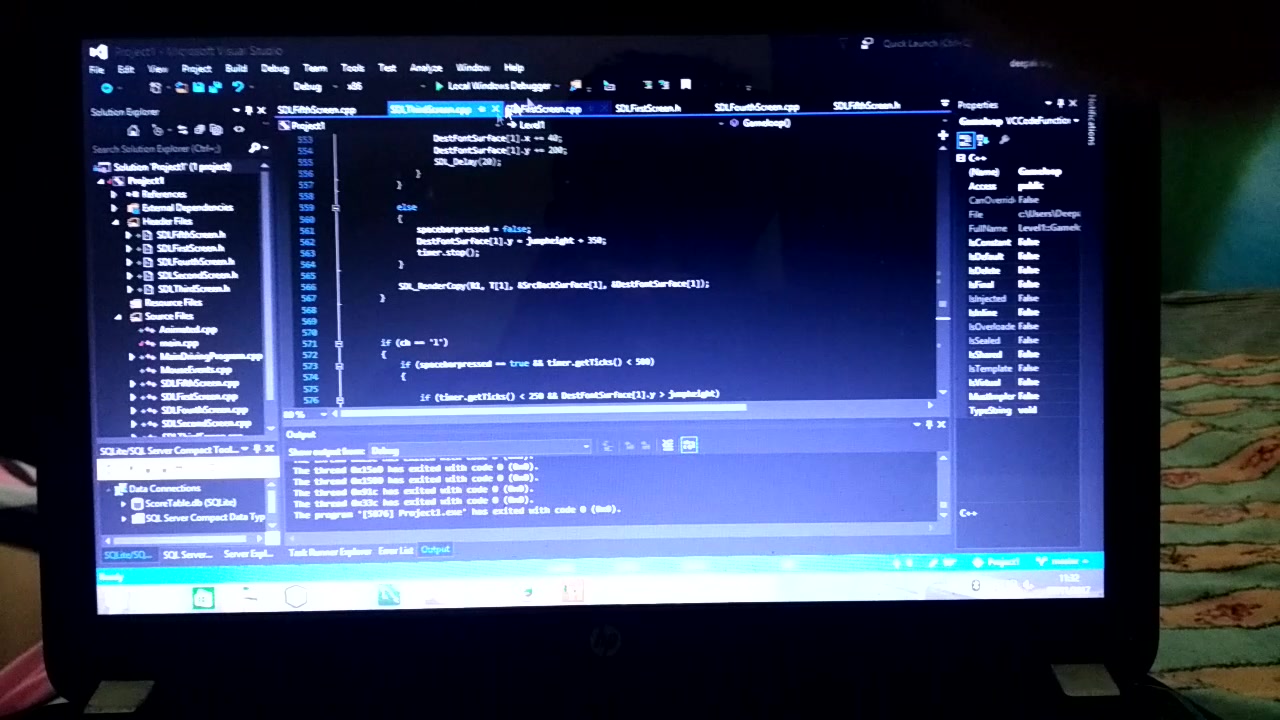 Project1 - Microsoft Visual Studio
Quick Launch (Ctrl+
File Edit View Project Build Debug Team Tools Test Analyze Window Help
Debug x86 Local Windows Debugger
Solution Explorer
Search Solution Explorer (Ctrl+;)
Solution 'Project1' (1 project)
Project1
References
External Dependencies
Header Files
SDLFifthScreen.h
SDLFirstScreen.h
SDLFourthScreen.h
SDLSecondScreen.h
SDLThirdScreen.h
Resource Files
Source Files
Animated.cpp
main.cpp
MainDrivingProgram.cpp
MouseEvents.cpp
SDLFifthScreen.cpp
SDLFirstScreen.cpp
SDLFourthScreen.cpp
SDLSecondScreen.cpp
SDLThirdScreen.cpp
SQLite/SQL Server Compact Tool...
Data Connections
ScoreTable.db (SQLite)
SQL Server Compact Data Typ
SQLite/SQ... SQL Server... Server Expl...
SDLFifthScreen.cpp SDLThirdScreen.cpp SDLFirstScreen.cpp SDLFirstScreen.h SDLFourthScreen.cpp SDLFifthScreen.h
Project1 Level1 Gameloop()
553 DestFontSurface[1].x += 40;
554 DestFontSurface[1].y += 200;
555 SDL_Delay(20);
556 }
557 }
558
559 else
560 {
561 spacebarpressed = false;
562 DestFontSurface[1].y = jumpheight + 350;
563 timer.stop();
564 }
565
566 SDL_RenderCopy(R1, T[1], &SrcBackSurface[1], &DestFontSurface[1]);
567 }
568
569
570
571 if (ch == '1')
572 {
573 if (spacebarpressed == true && timer.getTicks() < 500)
574 {
575
576 if (timer.getTicks() < 250 && DestFontSurface[1].y > jumpheight)
80 %
Output
Show output from: Debug
The thread 0x15a0 has exited with code 0 (0x0).
The thread has exited with code 0 (0x0).
The thread 0x91c has exited with code 0 (0x0).
The thread 0x33c has exited with code 0 (0x0).
The program '[5876] Project1.exe' has exited with code 0 (0x0).
Task Runner Explorer Error List Output
Properties
Gameloop VCCodeFunction
C++
(Name) Gameloop
Access public
CanOverrid False
File c:\Users\Deepa
FullName Level1::Gamelo
IsConstant False
IsDefault False
IsDelete False
IsFinal False
IsInjected False
IsInline False
IsOverloade False
IsSealed False
IsShared False
IsTemplate False
IsVirtual False
MustImplem False
TypeString void
C++
Notifications
Ready
Project1 master
11:32
hp